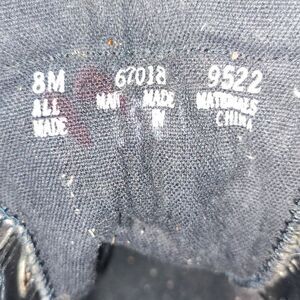 8M 67018 9522
ALL MAN MADE MATERIALS
MADE IN CHINA